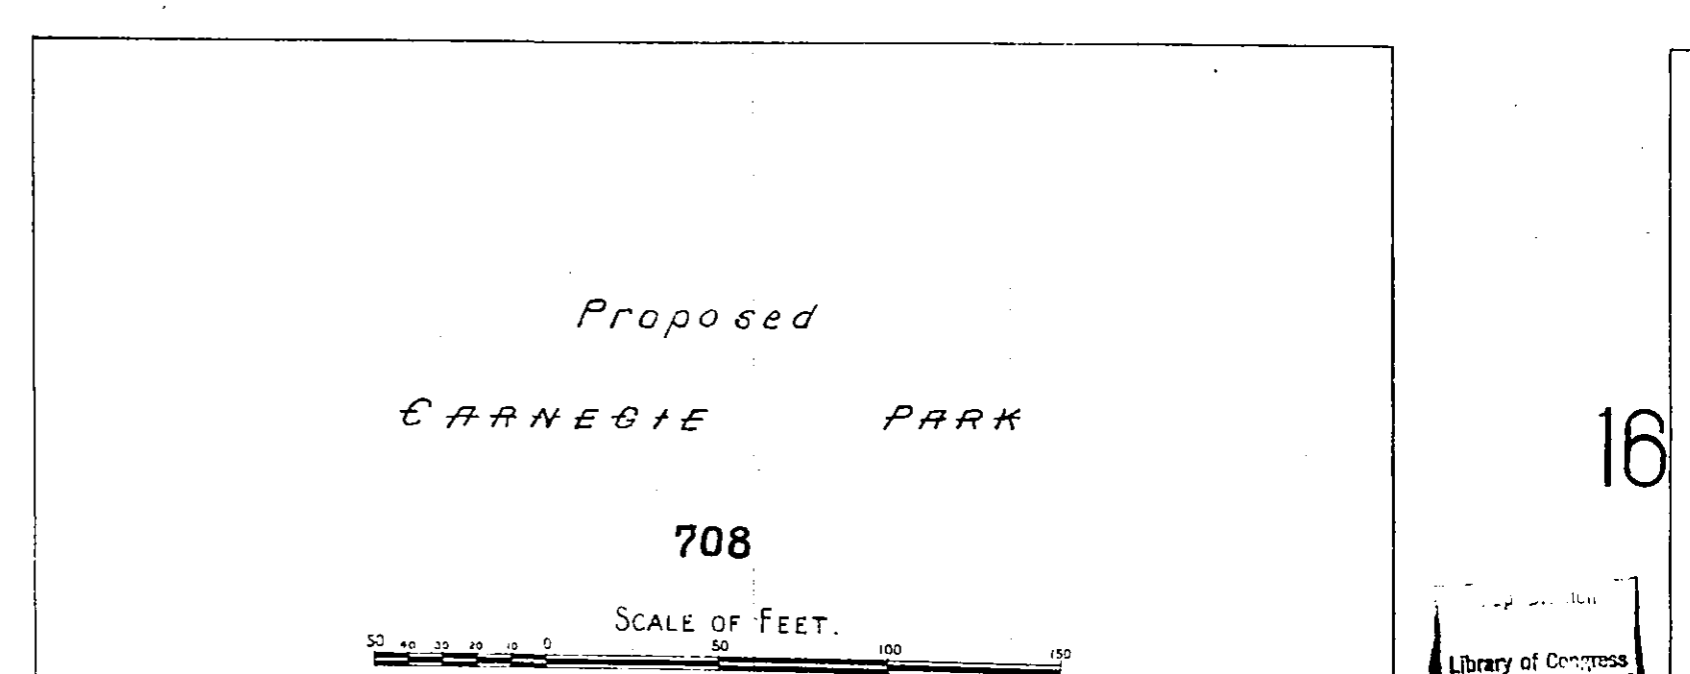 Proposed
CARNEGIE PARK
16
708
SCALE OF FEET.
50 40 30 20 10 0 50 100 150
Library of Congress